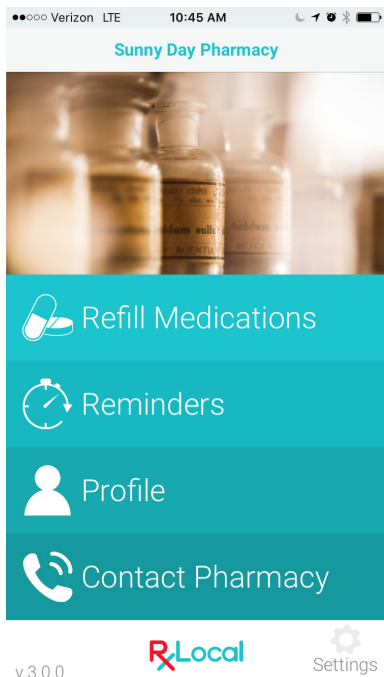 Verizon LTE 10:45 AM
Sunny Day Pharmacy
Acidum
Refill Medications
Reminders
Profile
Contact Pharmacy
RxLocal
v 3.0.0
Settings